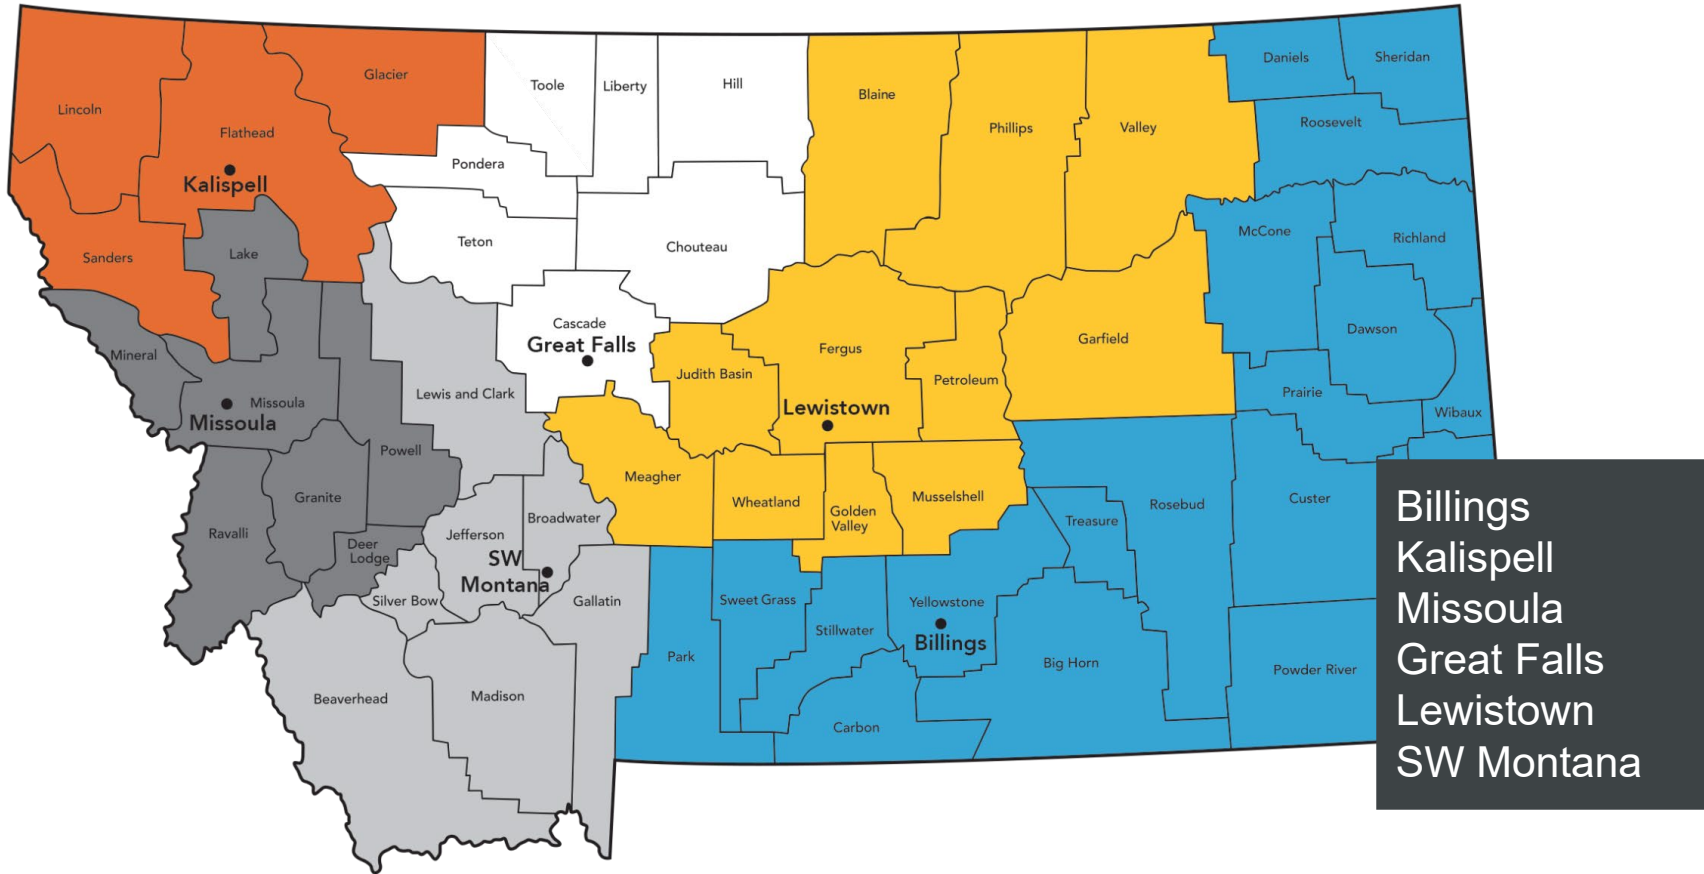 Lincoln
Flathead
Kalispell
Glacier
Sanders
Lake
Toole
Liberty
Hill
Pondera
Teton
Chouteau
Cascade
Great Falls
Blaine
Phillips
Valley
Daniels
Sheridan
Roosevelt
McCone
Richland
Dawson
Prairie
Wibaux
Garfield
Fergus
Judith Basin
Petroleum
Lewistown
Mineral
Missoula
Missoula
Powell
Granite
Ravalli
Deer
Lodge
Lewis and Clark
Meagher
Wheatland
Golden
Valley
Musselshell
Jefferson
Broadwater
SW
Montana
Silver Bow
Gallatin
Beaverhead
Madison
Park
Sweet Grass
Stillwater
Yellowstone
Billings
Carbon
Big Horn
Treasure
Rosebud
Custer
Powder River
Billings
Kalispell
Missoula
Great Falls
Lewistown
SW Montana